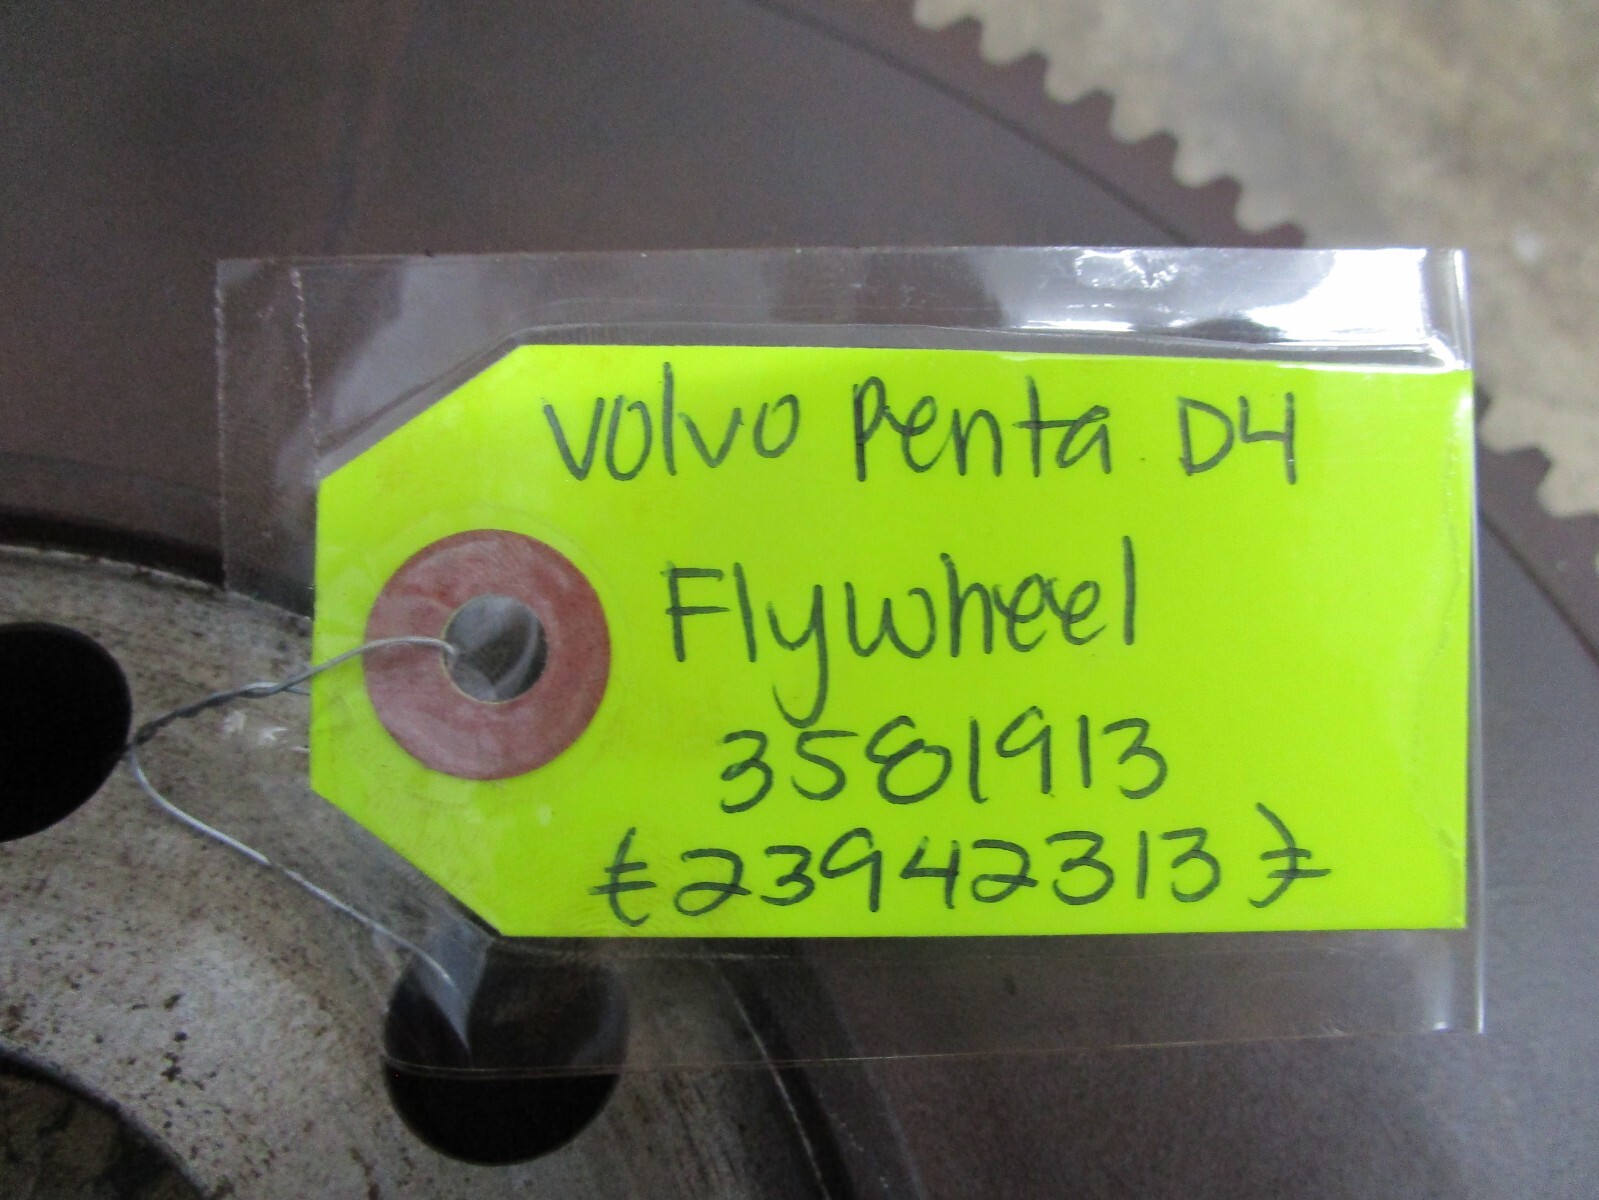 Volvo Penta D4
Flywheel
3581913
(23942313)